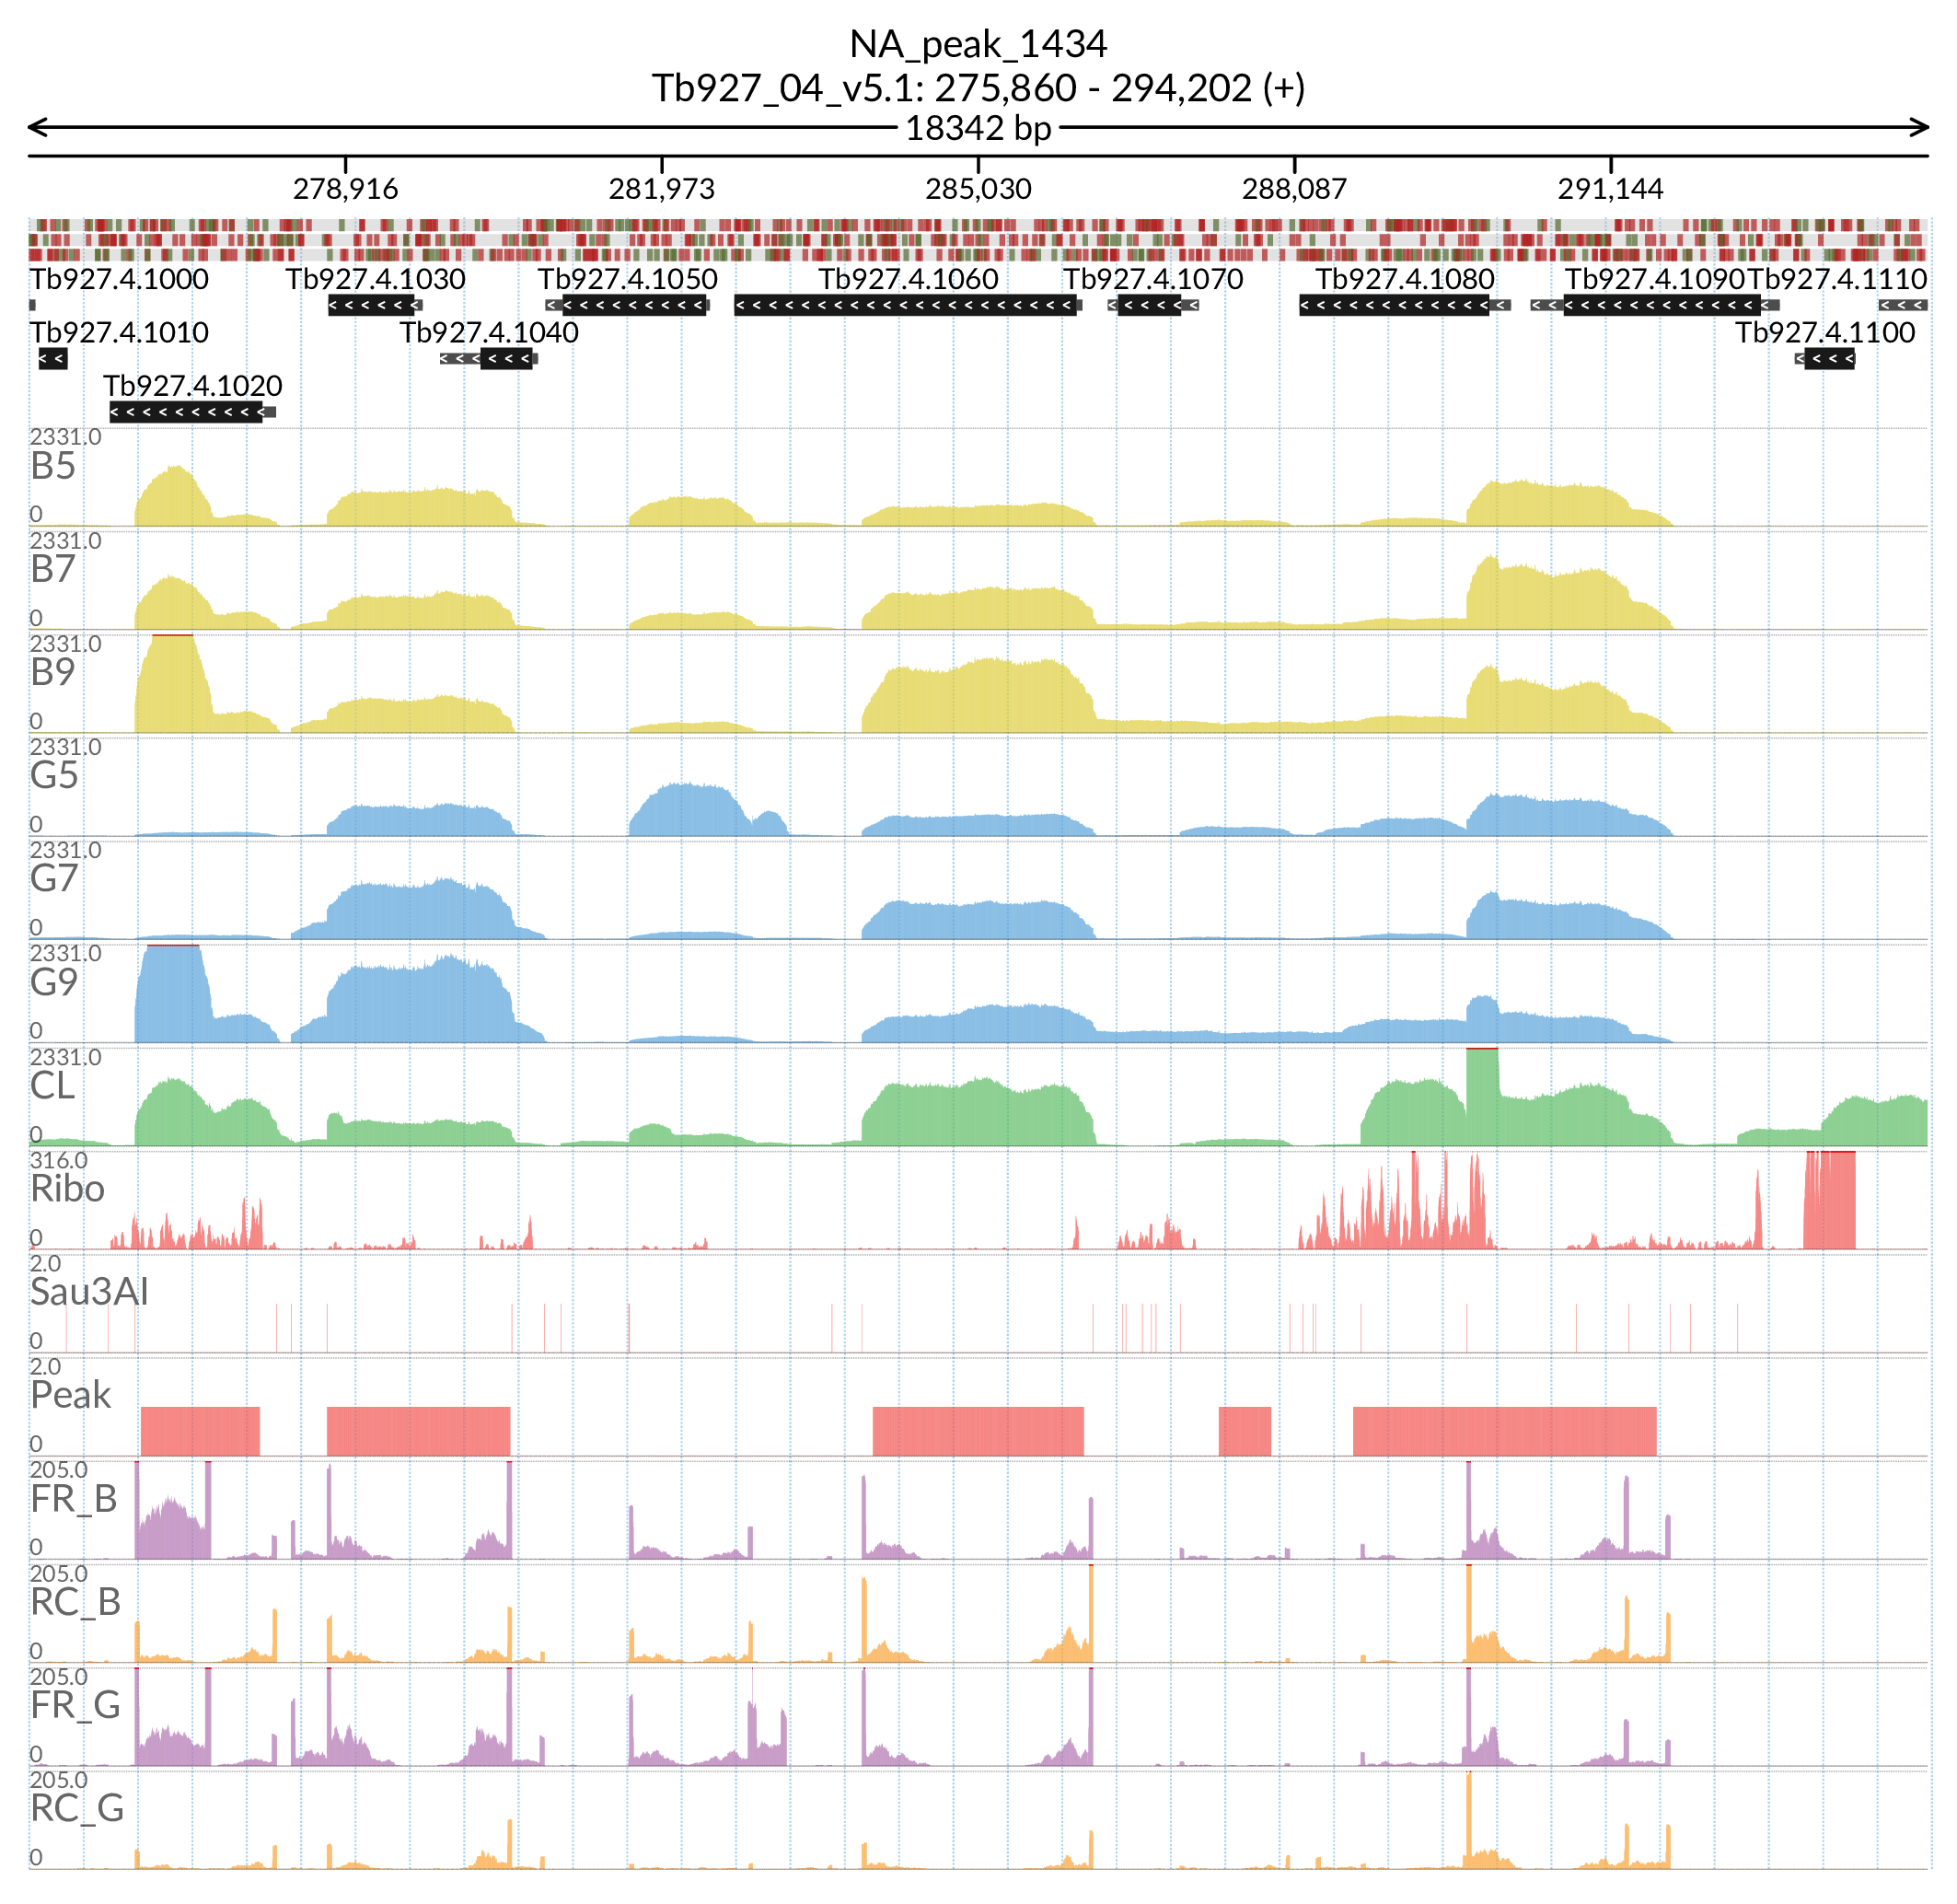 NA_peak_1434
Tb927_04_v5.1: 275,860 - 294,202 (+)
18342 bp
278,916 281,973 285,030 288,087 291,144
Tb927.4.1000 Tb927.4.1030 Tb927.4.1050 Tb927.4.1060 Tb927.4.1070 Tb927.4.1080 Tb927.4.1090 Tb927.4.1110
Tb927.4.1010 Tb927.4.1040 Tb927.4.1100
Tb927.4.1020
2331.0
B5
0
2331.0
B7
0
2331.0
B9
0
2331.0
G5
0
2331.0
G7
0
2331.0
G9
0
2331.0
CL
0
316.0
Ribo
0
2.0
Sau3AI
0
2.0
Peak
0
205.0
FR_B
0
205.0
RC_B
0
205.0
FR_G
0
205.0
RC_G
0